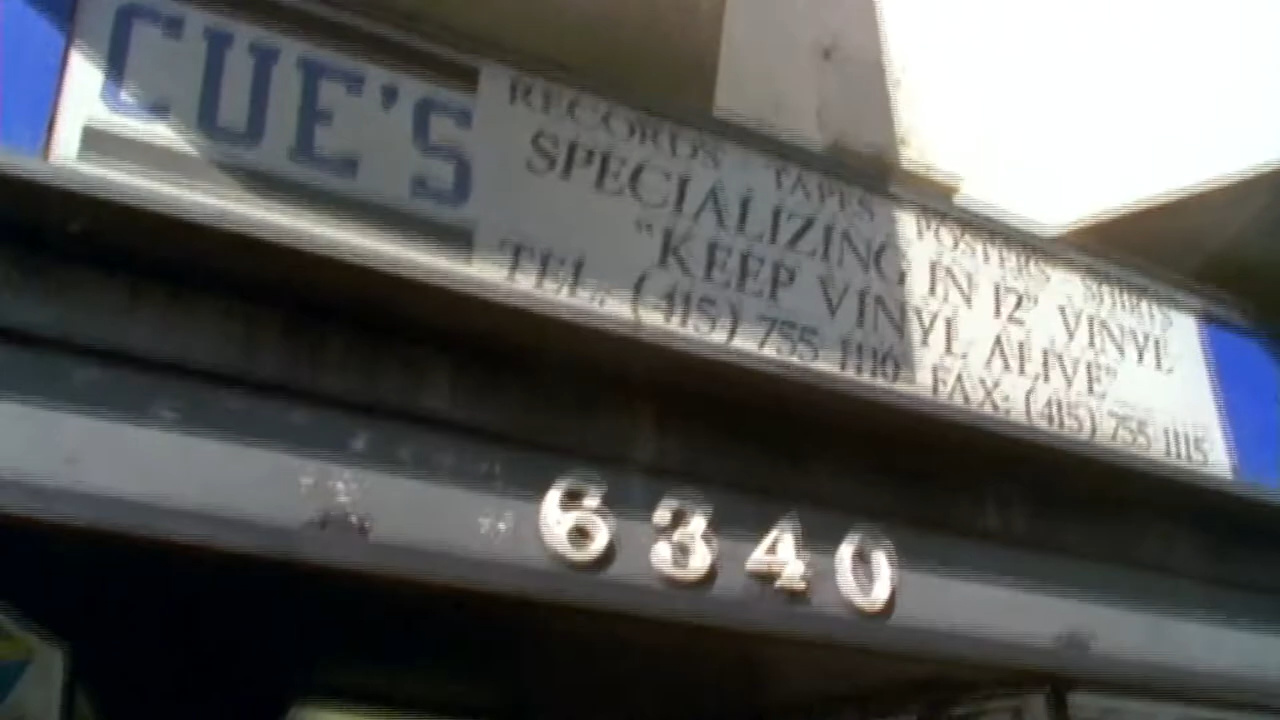 CUE'S
RECORDS TAPES POSTERS SHIRTS
SPECIALIZING IN 12" VINYL
"KEEP VINYL ALIVE"
TEL. (415) 755 1110 FAX: (415) 755 1115
6340